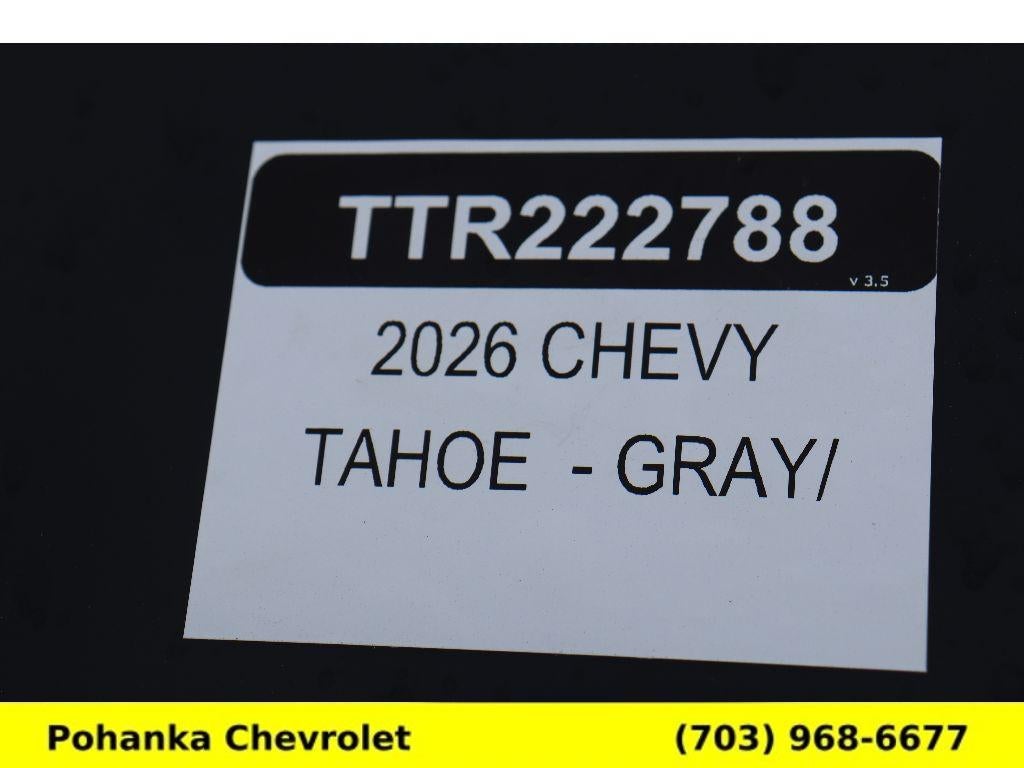 TTR222788
v 3.5
2026 CHEVY
TAHOE - GRAY/
Pohanka Chevrolet (703) 968-6677